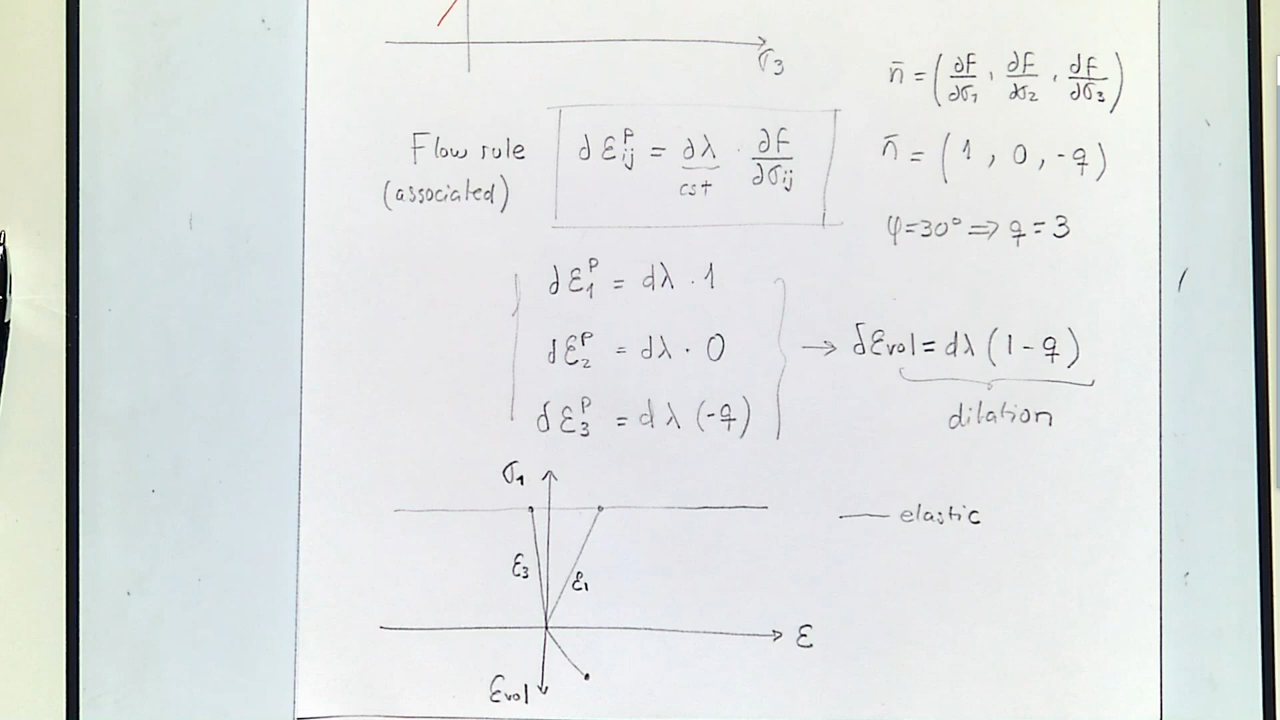 σ3
n̄ = (∂F/∂σ1, ∂F/∂σ2, ∂F/∂σ3)
Flow rule
(associated)
dε^P_ij = dλ · ∂F/∂σij
cst
n̄ = (1, 0, -q)
φ=30° ⇒ q = 3
dε^P_1 = dλ · 1
dε^P_2 = dλ · 0
dε^P_3 = dλ (-q)
→ dεvol = dλ (1-q)
dilation
σ1
elastic
ε3
ε1
ε
εvol